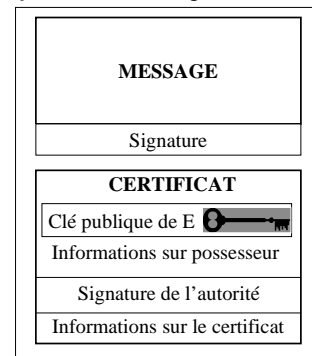 MESSAGE
Signature
CERTIFICAT
Clé publique de E
Informations sur possesseur
Signature de l'autorité
Informations sur le certificat